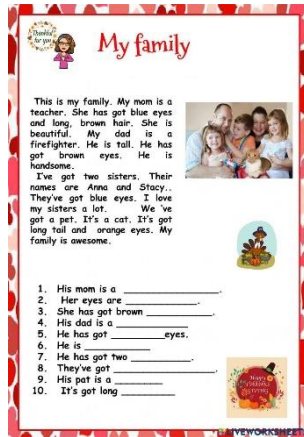 Thankful for you
My family
This is my family. My mom is a
teacher. She has got blue eyes
and long, brown hair. She is
beautiful. My dad is a
firefighter. He is tall. He has
got brown eyes. He is
handsome.
I've got two sisters. Their
names are Anna and Stacy..
They've got blue eyes. I love
my sisters a lot. We 've
got a pet. It's a cat. It's got
long tail and orange eyes. My
family is awesome.
1. His mom is a _______________.
2. Her eyes are ___________.
3. She has got brown ___________.
4. His dad is a ___________
5. He has got _________eyes.
6. He is ___________
7. He has got two __________.
8. They've got ________________.
9. His pat is a ________
10. It's got long _________
Happy
Thanksgiving
LIVEWORKSHEETS